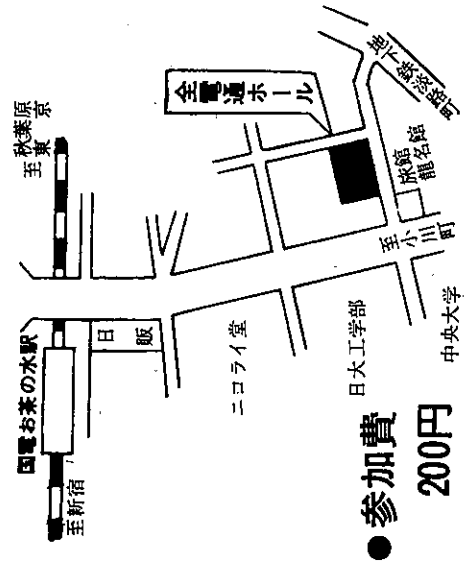 至 秋葉原
東京
全電通ホール
地下鉄淡路町
旅館
龍名館
至小川町
国電お茶の水駅
至新宿
日販
ニコライ堂
日大工学部
中央大学
●参加費
200円